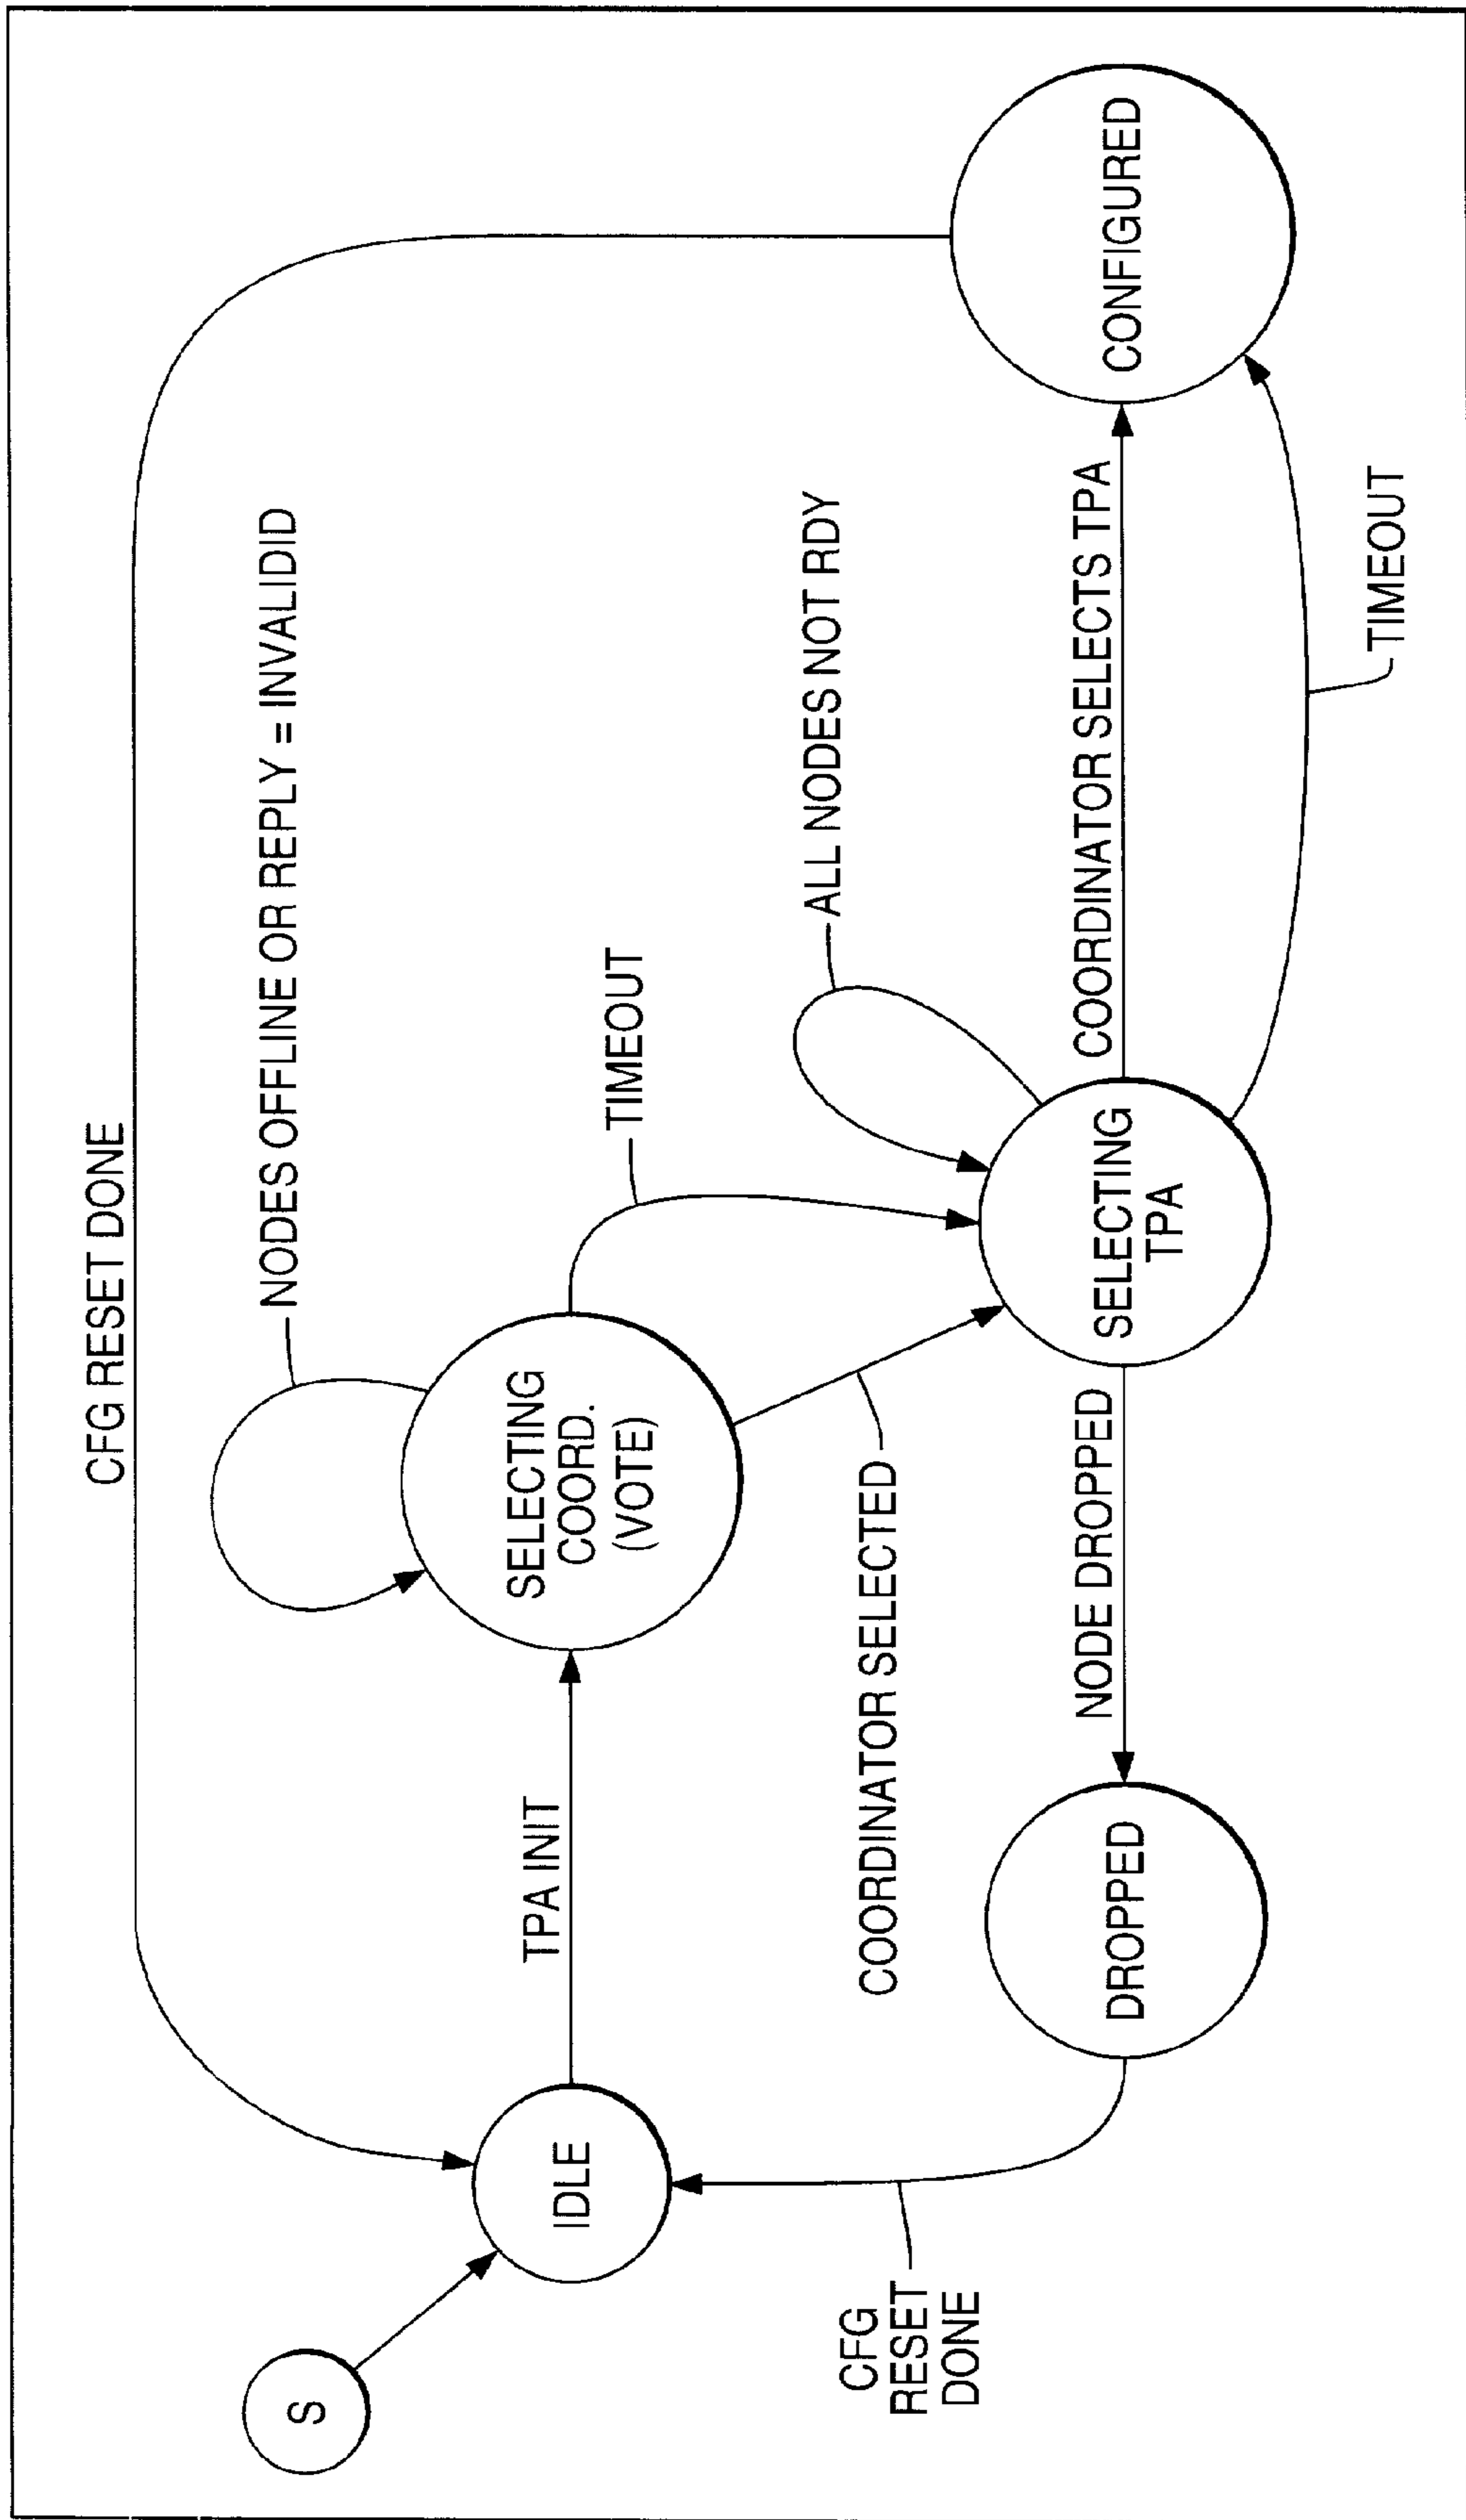 CFG RESET DONE
NODES OFFLINE OR REPLY = INVALIDID
S
IDLE
TPA INIT
SELECTING
COORD.
(VOTE)
TIMEOUT
ALL NODES NOT RDY
COORDINATOR SELECTED
CFG
RESET
DONE
DROPPED
NODE DROPPED
SELECTING
TPA
COORDINATOR SELECTS TPA
CONFIGURED
TIMEOUT